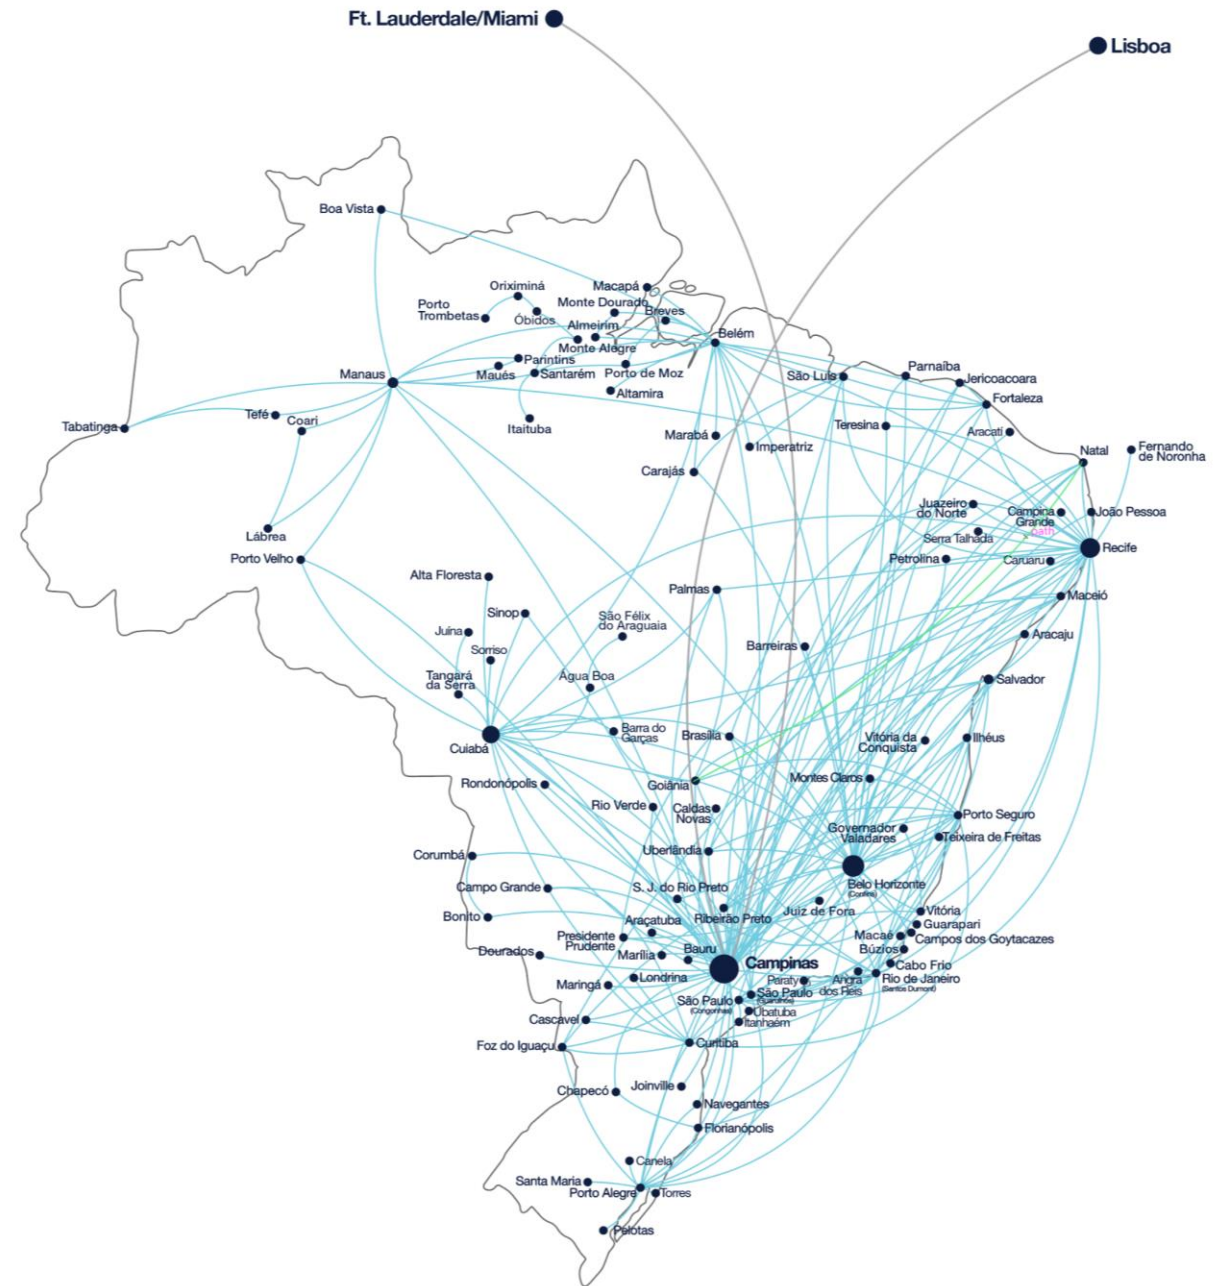 Ft. Lauderdale/Miami
Lisboa
Boa Vista
Oriximiná
Macapá
Porto
Trombetas
Monte Dourado
Breves
Óbidos
Almeirim
Belém
Monte Alegre
Parintins
Manaus
Maués
Santarém
Porto de Moz
São Luís
Parnaíba
Jericoacoara
Altamira
Fortaleza
Tefé
Coari
Tabatinga
Itaituba
Teresina
Aracati
Marabá
Imperatriz
Natal
Fernando
de Noronha
Carajás
Juazeiro
do Norte
Campina
Grande
João Pessoa
path
Lábrea
Serra Talhada
Recife
Porto Velho
Petrolina
Caruaru
Alta Floresta
Palmas
Maceió
Sinop
São Félix
do Araguaia
Juína
Aracaju
Sorriso
Barreiras
Tangará
da Serra
Água Boa
Salvador
Barra do
Garças
Brasília
Vitória da
Conquista
Ilhéus
Cuiabá
Rondonópolis
Goiânia
Montes Claros
Rio Verde
Caldas
Novas
Porto Seguro
Governador
Valadares
Teixeira de Freitas
Corumbá
Uberlândia
Campo Grande
S. J. do Rio Preto
Belo Horizonte
(Confins)
Bonito
Araçatuba
Ribeirão Preto
Juiz de Fora
Vitória
Guarapari
Presidente
Prudente
Macaé
Campos dos Goytacazes
Dourados
Marília
Bauru
Búzios
Campinas
Cabo Frio
Maringá
Londrina
Paraty
Angra
dos Reis
Rio de Janeiro
(Santos Dumont)
São Paulo
(Congonhas)
São Paulo
(Guarulhos)
Ubatuba
Itanhaém
Cascavel
Foz do Iguaçu
Curitiba
Chapecó
Joinville
Navegantes
Florianópolis
Canela
Santa Maria
Porto Alegre
Torres
Pelotas